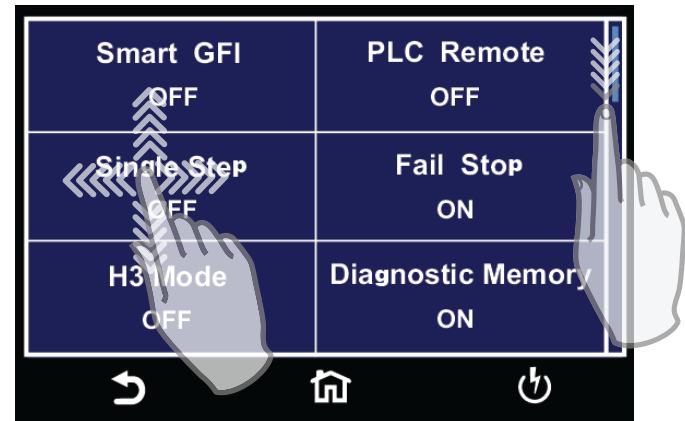 Smart GFI
OFF
PLC Remote
OFF
Single Step
OFF
Fail Stop
ON
H3 Mode
OFF
Diagnostic Memory
ON